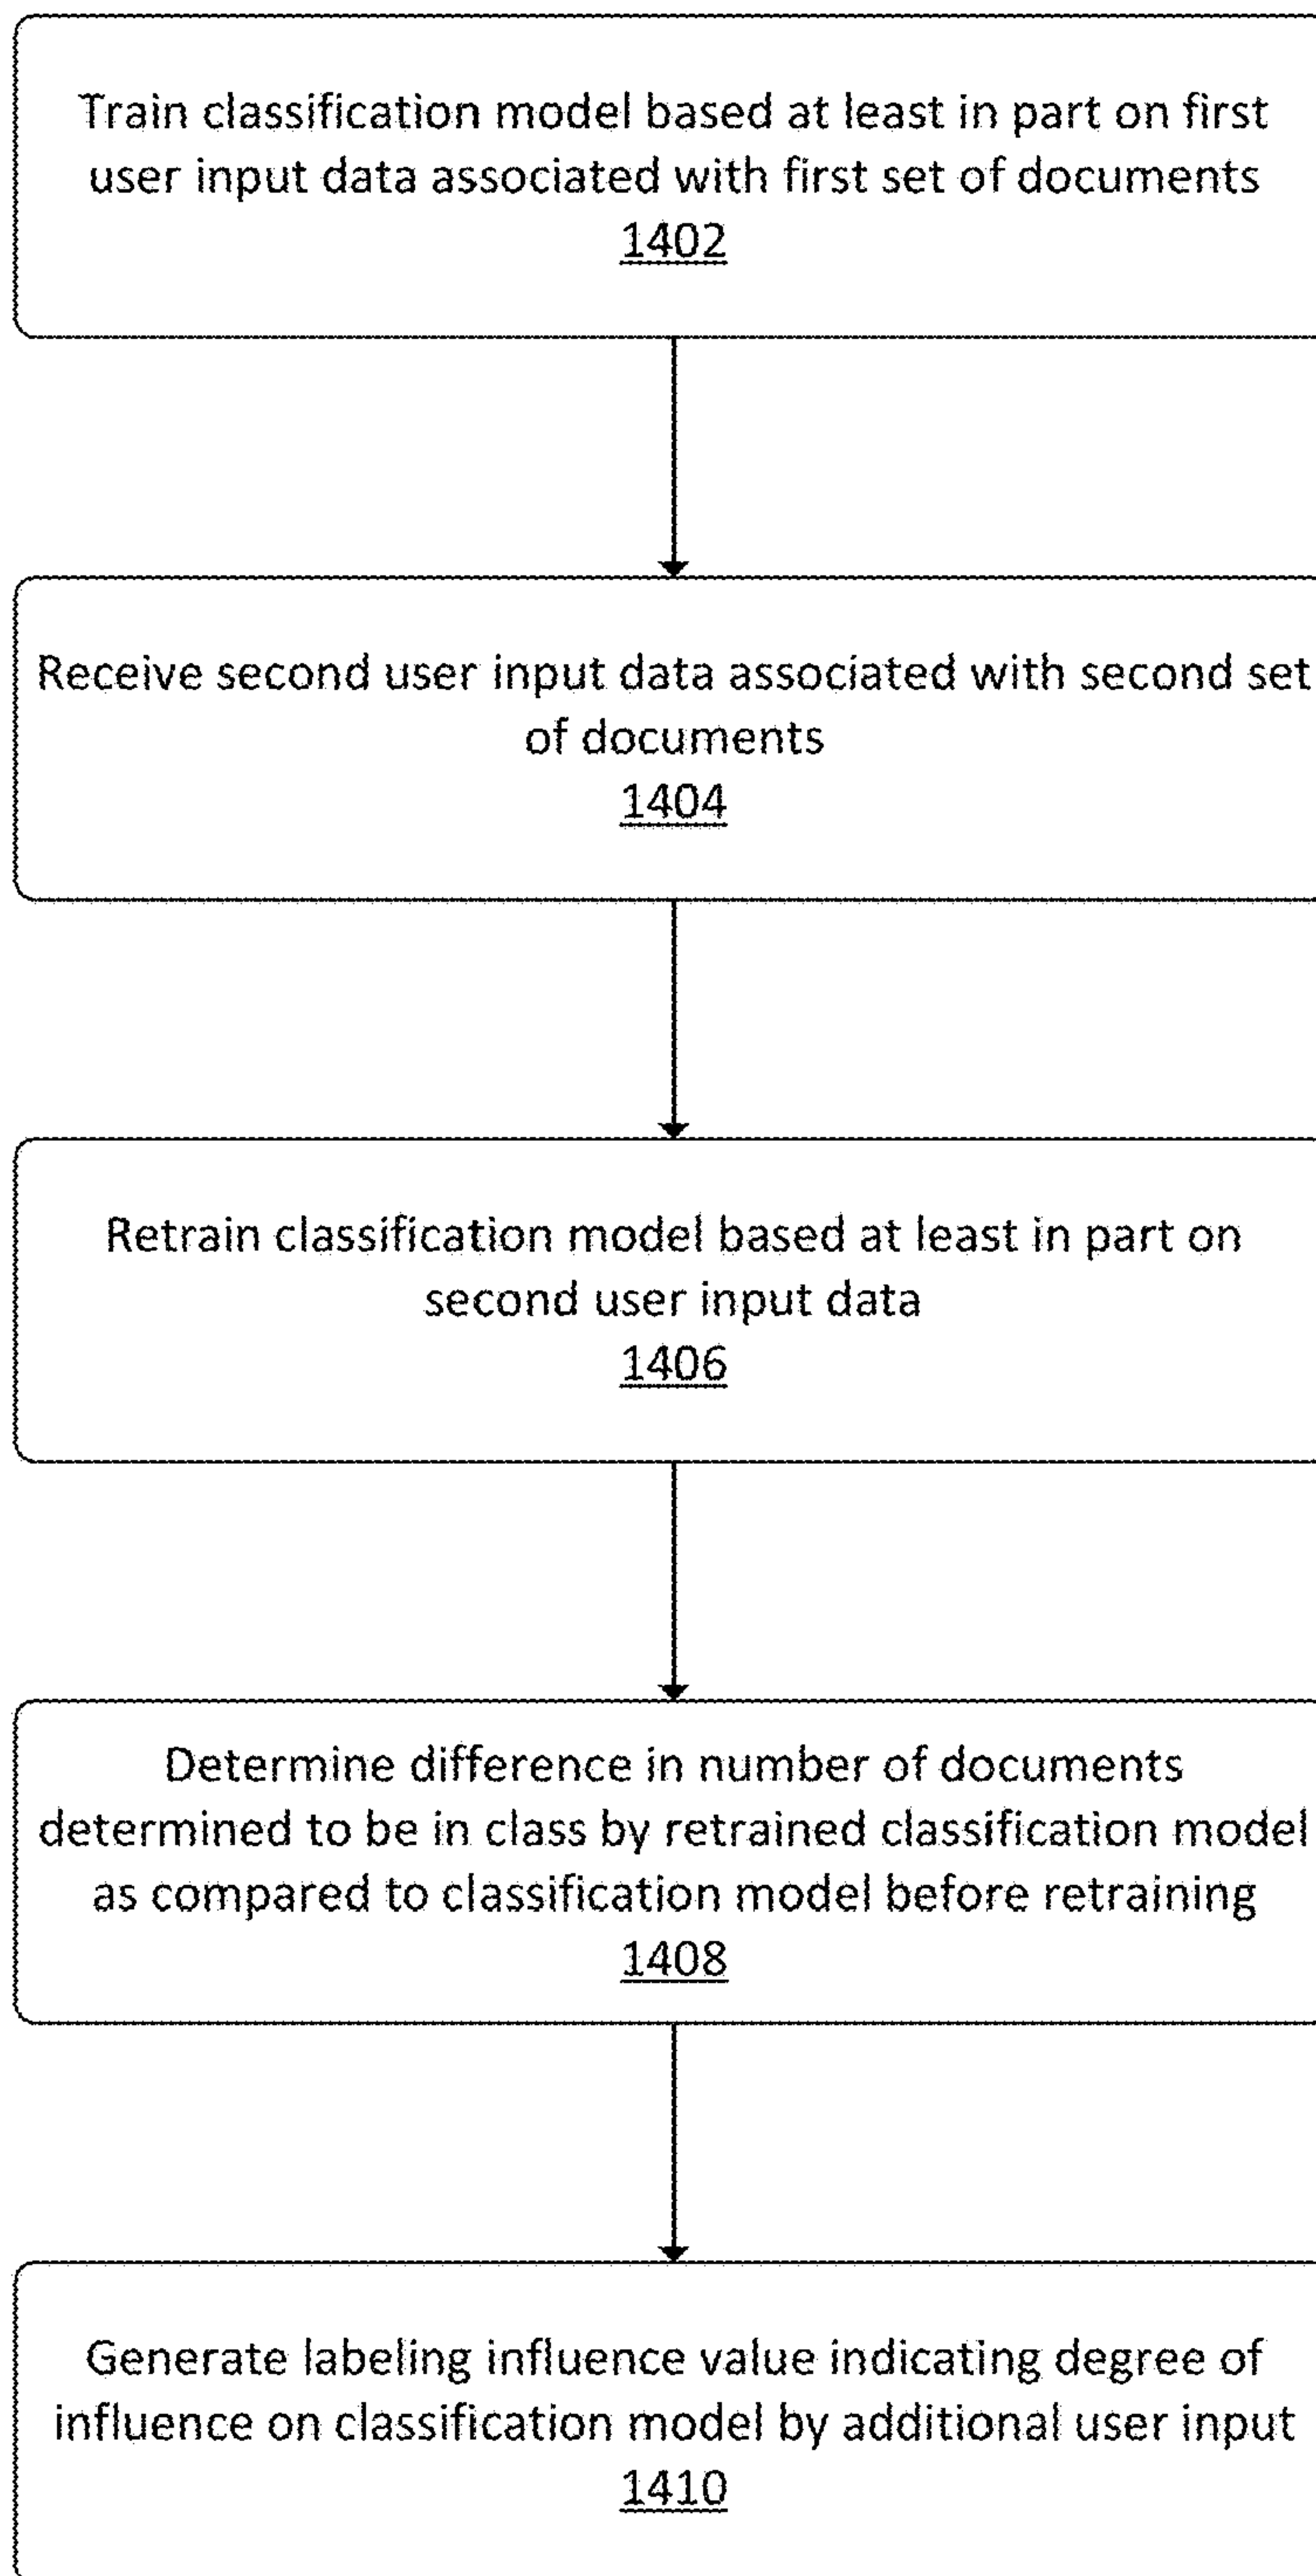 Train classification model based at least in part on first
user input data associated with first set of documents
1402
Receive second user input data associated with second set
of documents
1404
Retrain classification model based at least in part on
second user input data
1406
Determine difference in number of documents
determined to be in class by retrained classification model
as compared to classification model before retraining
1408
Generate labeling influence value indicating degree of
influence on classification model by additional user input
1410